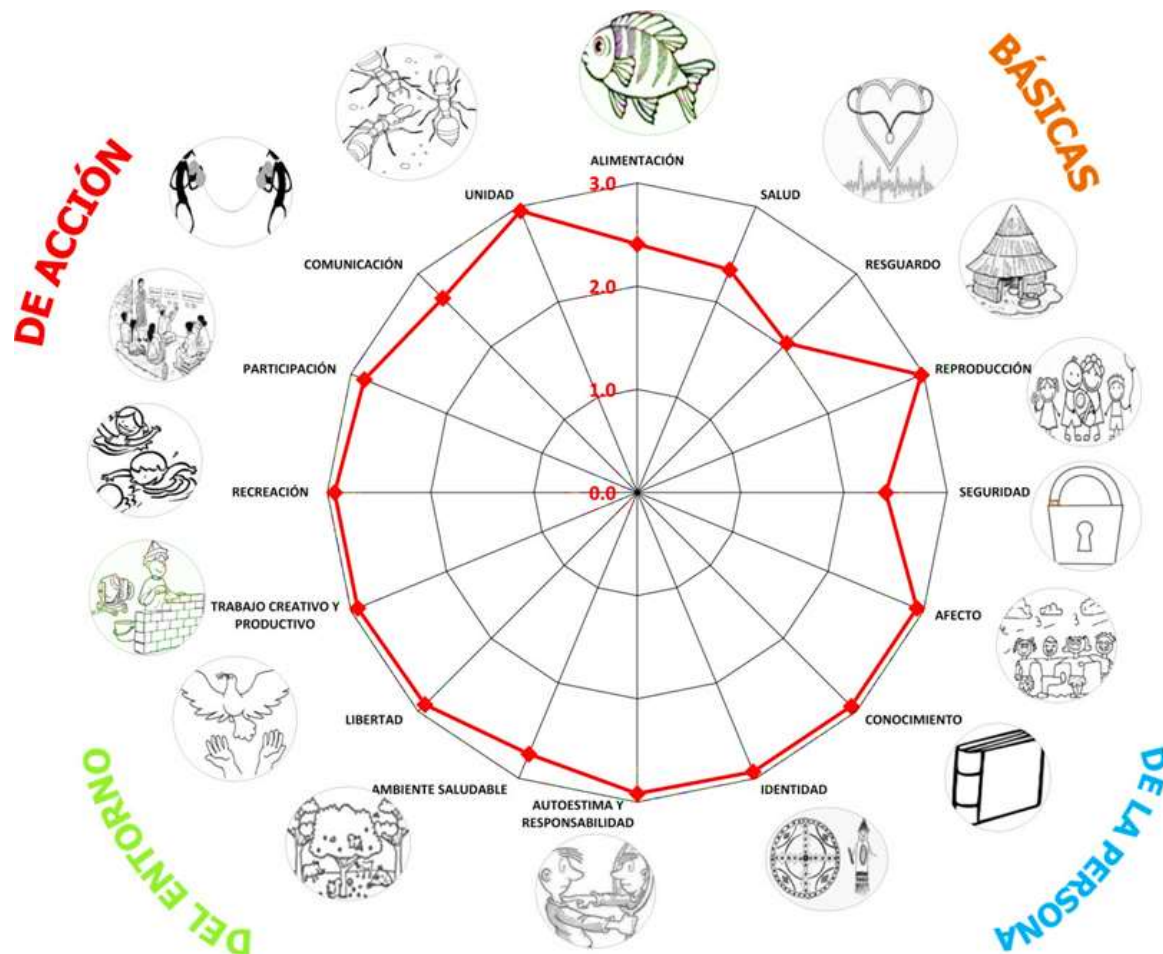 BÁSICAS
DE ACCIÓN
ALIMENTACIÓN
3.0
UNIDAD
SALUD
COMUNICACIÓN
RESGUARDO
2.0
PARTICIPACIÓN
REPRODUCCIÓN
1.0
RECREACIÓN
0.0
SEGURIDAD
TRABAJO CREATIVO Y
PRODUCTIVO
AFECTO
LIBERTAD
CONOCIMIENTO
AMBIENTE SALUDABLE
AUTOESTIMA Y
RESPONSABILIDAD
IDENTIDAD
DEL ENTORNO
DE LA PERSONA